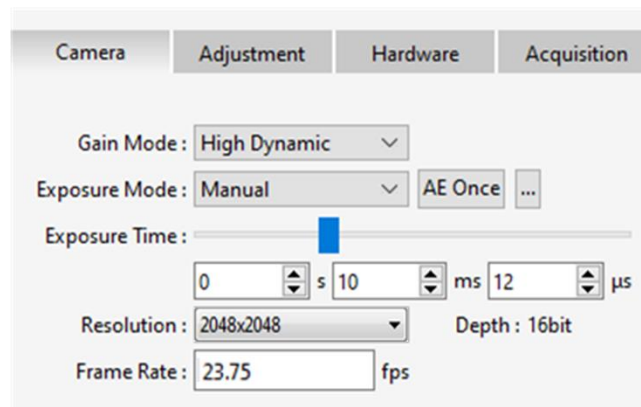 Camera Adjustment Hardware Acquisition
Gain Mode : High Dynamic
Exposure Mode : Manual AE Once ...
Exposure Time :
0 s 10 ms 12 µs
Resolution : 2048x2048 Depth : 16bit
Frame Rate : 23.75 fps